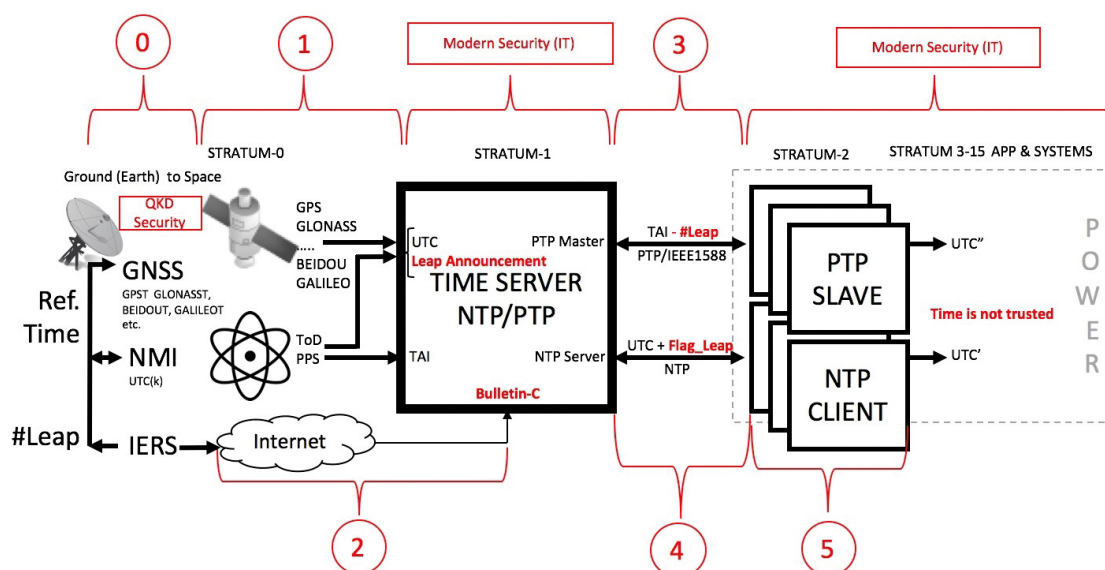 0
1
Modern Security (IT)
3
Modern Security (IT)
STRATUM-0
STRATUM-1
STRATUM-2
STRATUM 3-15 APP & SYSTEMS
Ground (Earth) to Space
QKD
Security
GPS
GLONASS
.....
BEIDOU
GALILEO
GNSS
GPST GLONASST,
BEIDOUT, GALILEOT
etc.
Ref.
Time
NMI
UTC(k)
#Leap
IERS
Internet
ToD
PPS
UTC
Leap Announcement
TIME SERVER
NTP/PTP
PTP Master
TAI
NTP Server
Bulletin-C
TAI - #Leap
PTP/IEEE1588
UTC + Flag_Leap
NTP
PTP
SLAVE
NTP
CLIENT
UTC”
Time is not trusted
UTC’
POWER
2
4
5